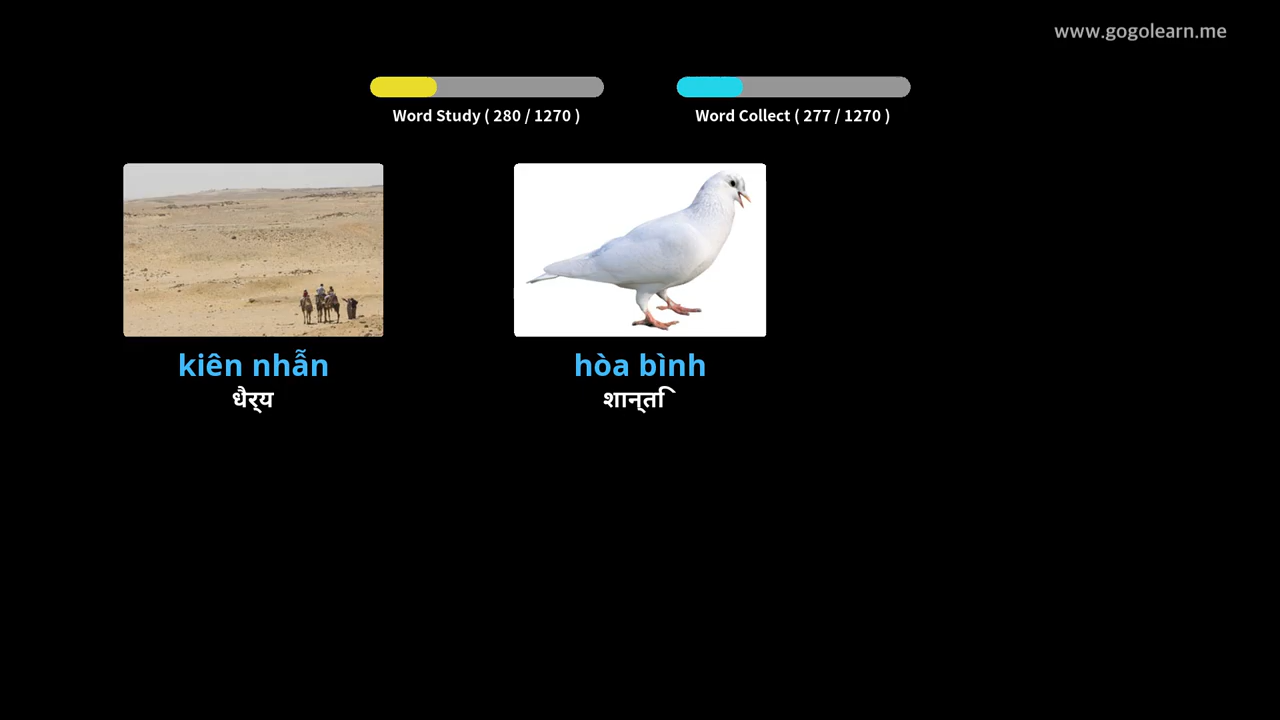 www.gogolearn.me
Word Study ( 280 / 1270 )
Word Collect ( 277 / 1270 )
kiên nhẫn
धैर्य
hòa bình
शान्ति